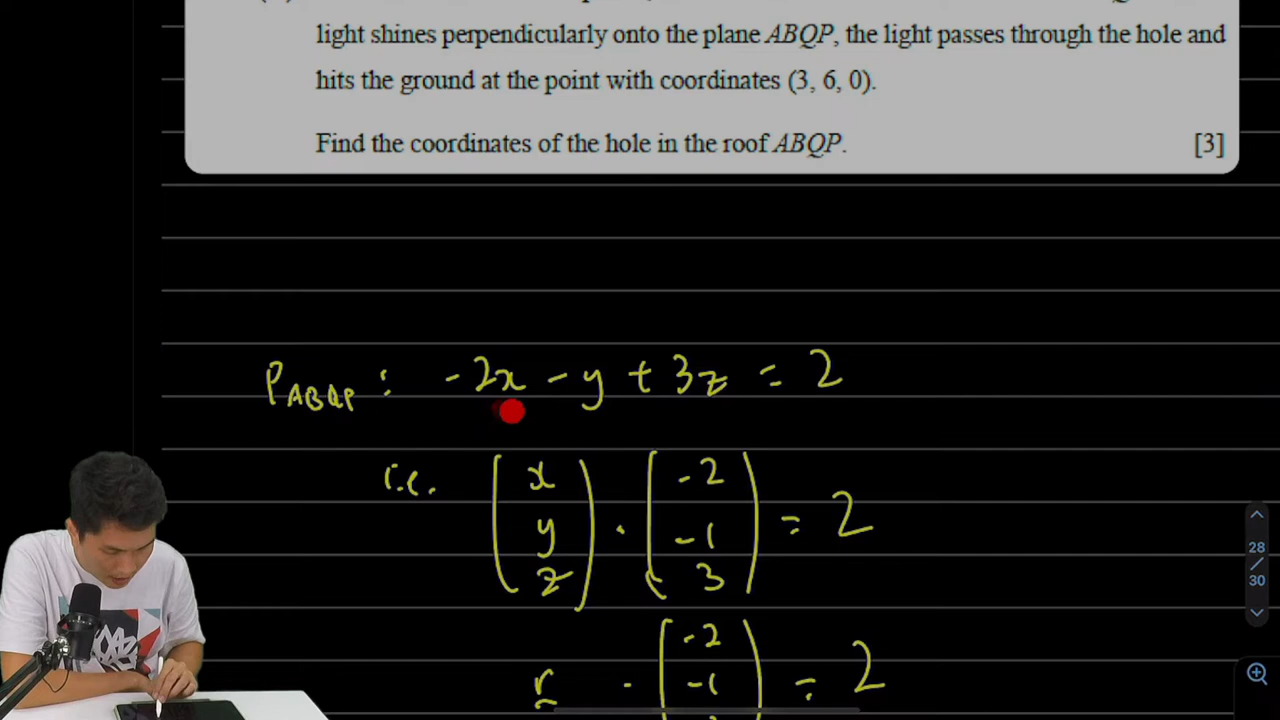 light shines perpendicularly onto the plane ABQP, the light passes through the hole and
hits the ground at the point with coordinates (3, 6, 0).
Find the coordinates of the hole in the roof ABQP. [3]
P ABQP : -2x - y + 3z = 2
i.e. (x y z) · (-2 -1 3) = 2
r · (-2 -1 = 2
28
/
30